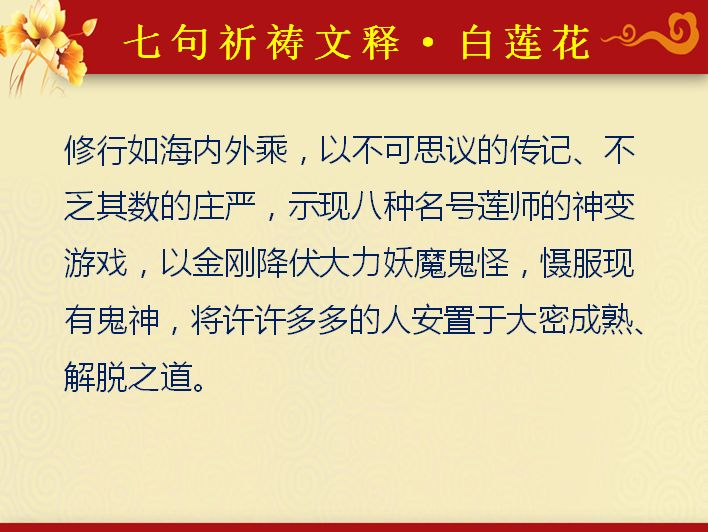 七句祈祷文释·白莲花
修行如海内外乘，以不可思议的传记、不
乏其数的庄严，示现八种名号莲师的神变
游戏，以金刚降伏大力妖魔鬼怪，慑服现
有鬼神，将许许多多的人安置于大密成熟、
解脱之道。